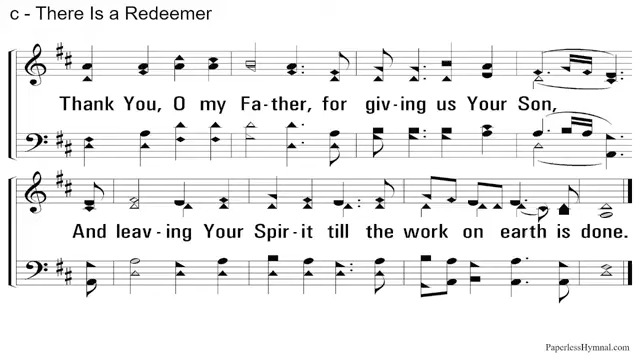 c - There Is a Redeemer
Thank You, O my Fa-ther, for giv-ing us Your Son,
And leav-ing Your Spir-it till the work on earth is done.
PaperlessHymnal.com